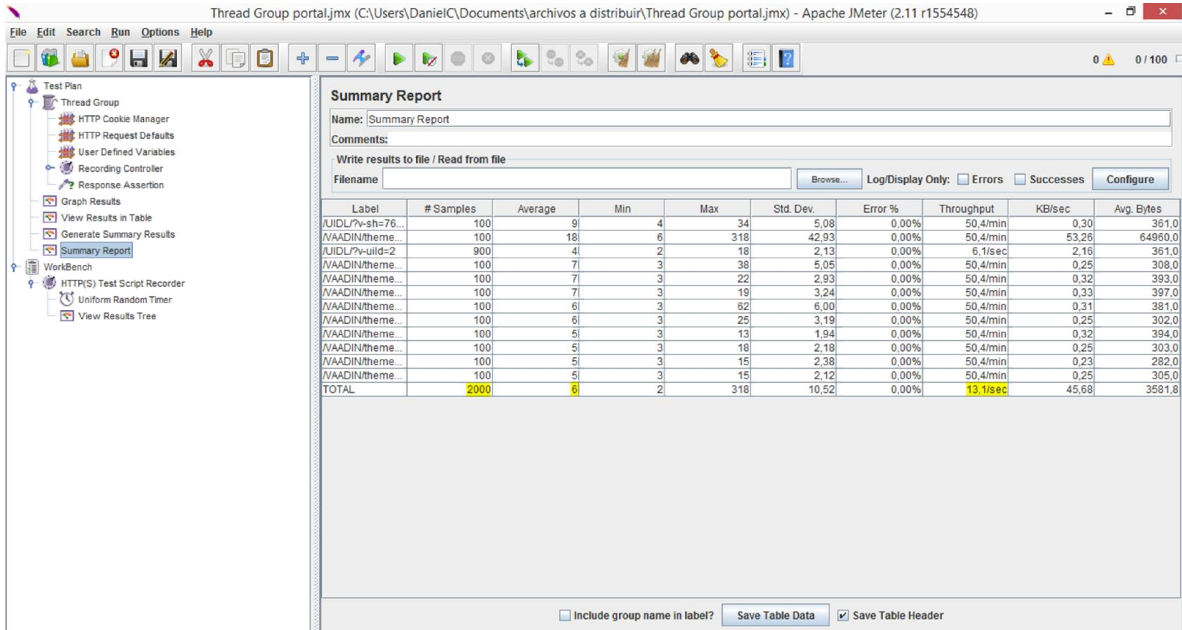 Thread Group portal.jmx (C:\Users\DanielC\Documents\archivos a distribuir\Thread Group portal.jmx) - Apache JMeter (2.11 r1554548)
File Edit Search Run Options Help
0 0 / 100
Test Plan
Thread Group
HTTP Cookie Manager
HTTP Request Defaults
User Defined Variables
Recording Controller
Response Assertion
Graph Results
View Results in Table
Generate Summary Results
Summary Report
WorkBench
HTTP(S) Test Script Recorder
Uniform Random Timer
View Results Tree
Summary Report
Name: Summary Report
Comments:
Write results to file / Read from file
Filename Browse... Log/Display Only: Errors Successes Configure
Label # Samples Average Min Max Std. Dev. Error % Throughput KB/sec Avg. Bytes
/UIDL/?v-sh=76... 100 9 4 34 5,08 0,00% 50,4/min 0,30 361,0
/VAADIN/theme... 100 18 6 318 42,93 0,00% 50,4/min 53,26 64960,0
/UIDL/?v-uiId=2 900 4 2 18 2,13 0,00% 6,1/sec 2,16 361,0
/VAADIN/theme... 100 7 3 38 5,05 0,00% 50,4/min 0,25 308,0
/VAADIN/theme... 100 7 3 22 2,93 0,00% 50,4/min 0,32 393,0
/VAADIN/theme... 100 7 3 19 3,24 0,00% 50,4/min 0,33 397,0
/VAADIN/theme... 100 6 3 62 6,00 0,00% 50,4/min 0,31 381,0
/VAADIN/theme... 100 6 3 25 3,19 0,00% 50,4/min 0,25 302,0
/VAADIN/theme... 100 5 3 13 1,94 0,00% 50,4/min 0,32 394,0
/VAADIN/theme... 100 5 3 18 2,18 0,00% 50,4/min 0,25 303,0
/VAADIN/theme... 100 5 3 15 2,38 0,00% 50,4/min 0,23 282,0
/VAADIN/theme... 100 5 3 15 2,12 0,00% 50,4/min 0,25 305,0
TOTAL 2000 6 2 318 10,52 0,00% 13,1/sec 45,68 3581,8
Include group name in label? Save Table Data Save Table Header